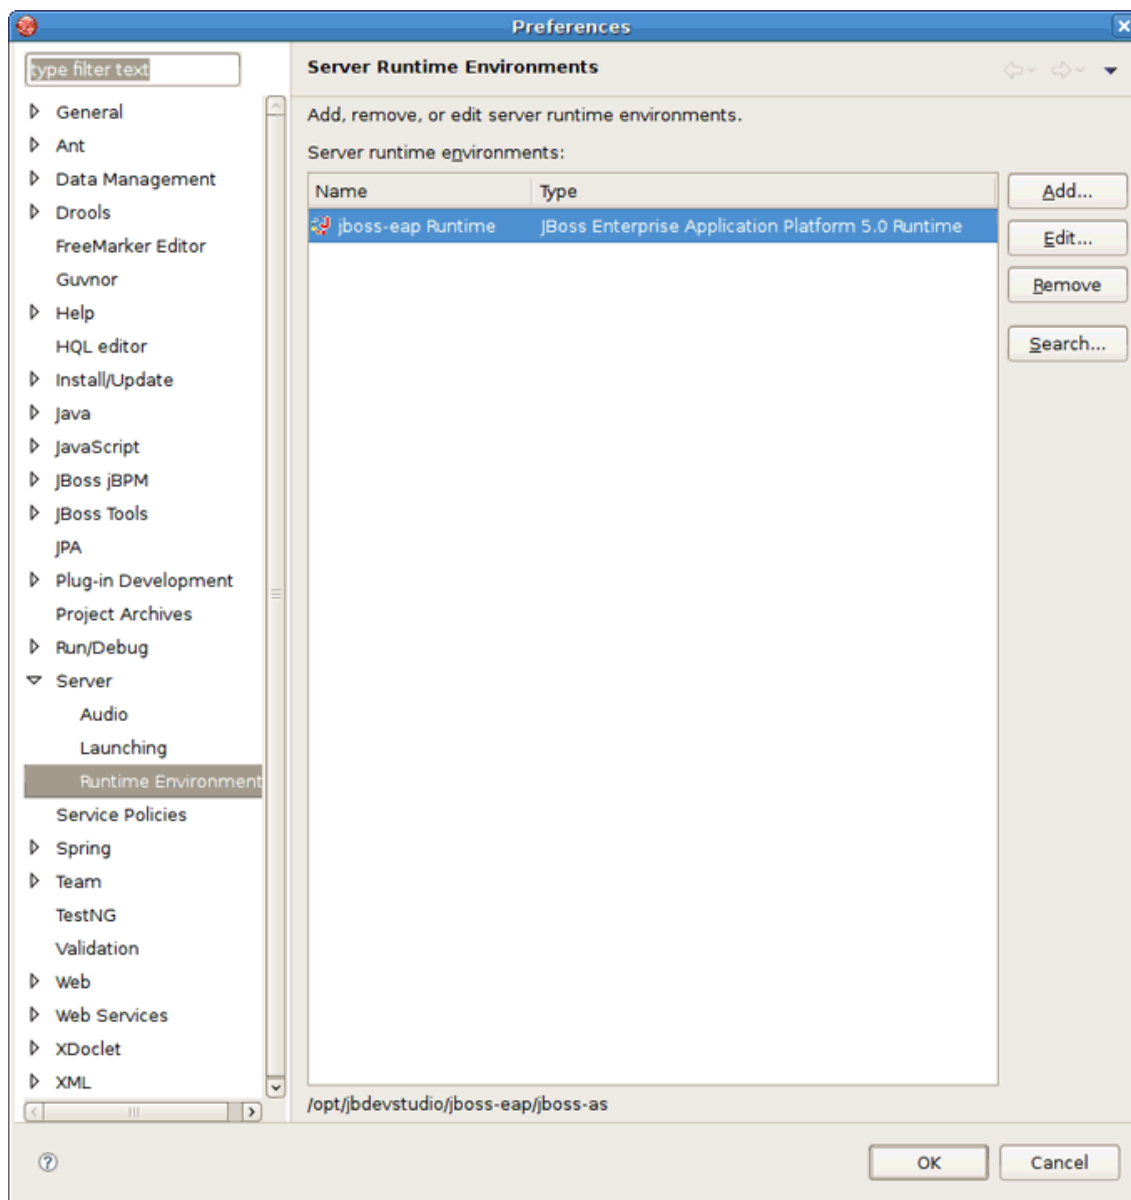 Preferences
type filter text
General
Ant
Data Management
Drools
FreeMarker Editor
Guvnor
Help
HQL editor
Install/Update
Java
JavaScript
JBoss jBPM
JBoss Tools
JPA
Plug-in Development
Project Archives
Run/Debug
Server
Audio
Launching
Runtime Environment
Service Policies
Spring
Team
TestNG
Validation
Web
Web Services
XDoclet
XML
Server Runtime Environments
Add, remove, or edit server runtime environments.
Server runtime environments:
Name Type
jboss-eap Runtime JBoss Enterprise Application Platform 5.0 Runtime
Add...
Edit...
Remove
Search...
/opt/jbdevstudio/jboss-eap/jboss-as
OK Cancel